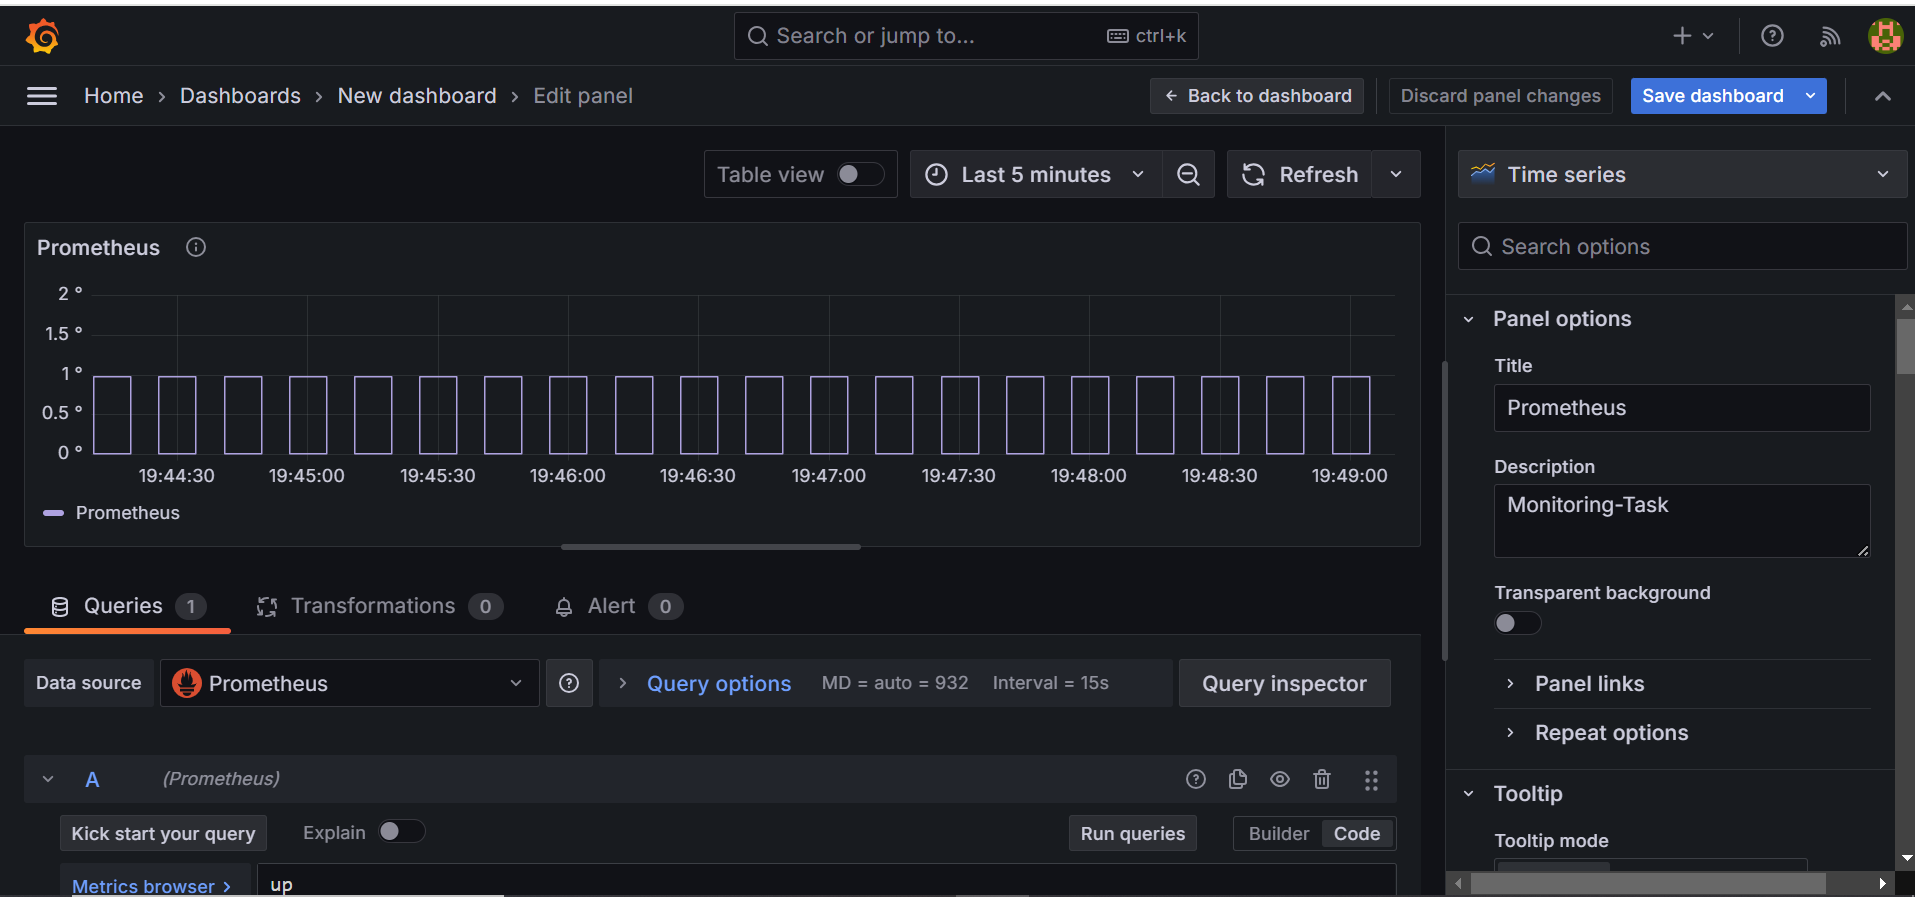 Search or jump to... ctrl+k
Home › Dashboards › New dashboard › Edit panel
← Back to dashboard
Discard panel changes
Save dashboard
Table view
Last 5 minutes
Refresh
Time series
Search options
Prometheus
2 °
1.5 °
1 °
0.5 °
0 °
19:44:30 19:45:00 19:45:30 19:46:00 19:46:30 19:47:00 19:47:30 19:48:00 19:48:30 19:49:00
Prometheus
Panel options
Title
Prometheus
Description
Monitoring-Task
Transparent background
Panel links
Repeat options
Tooltip
Tooltip mode
Queries 1
Transformations 0
Alert 0
Data source
Prometheus
Query options MD = auto = 932 Interval = 15s
Query inspector
A (Prometheus)
Kick start your query
Explain
Run queries
Builder Code
Metrics browser ›
up